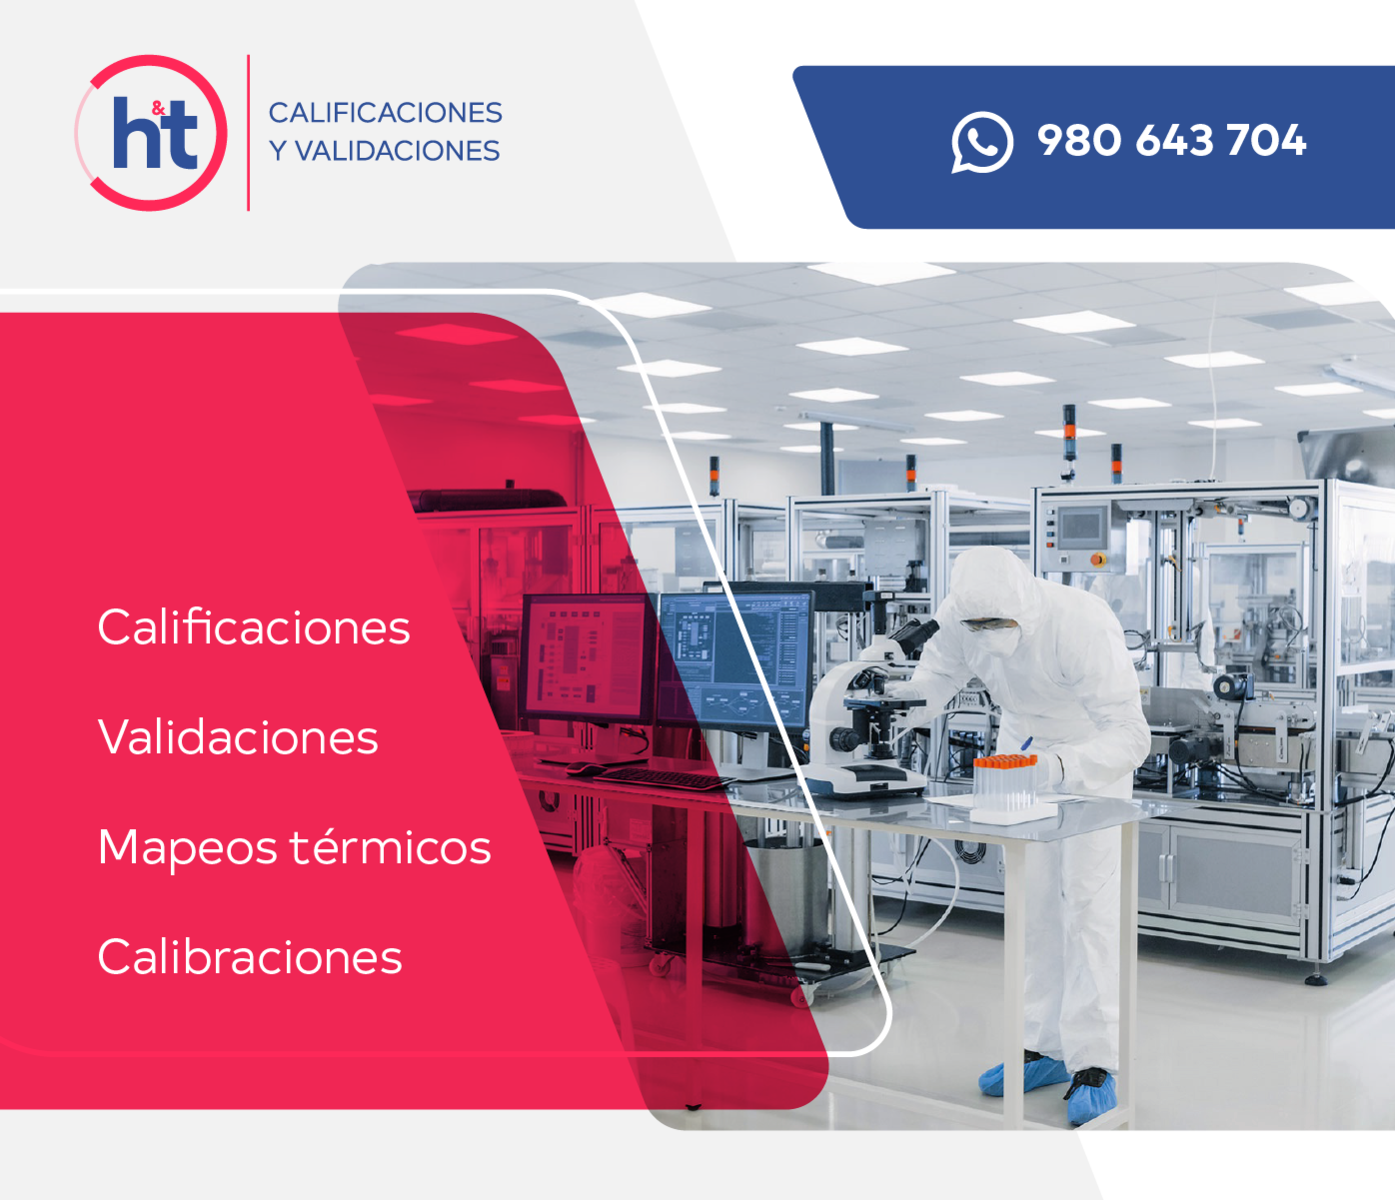 h&t
CALIFICACIONES
Y VALIDACIONES
980 643 704
Calificaciones
Validaciones
Mapeos térmicos
Calibraciones